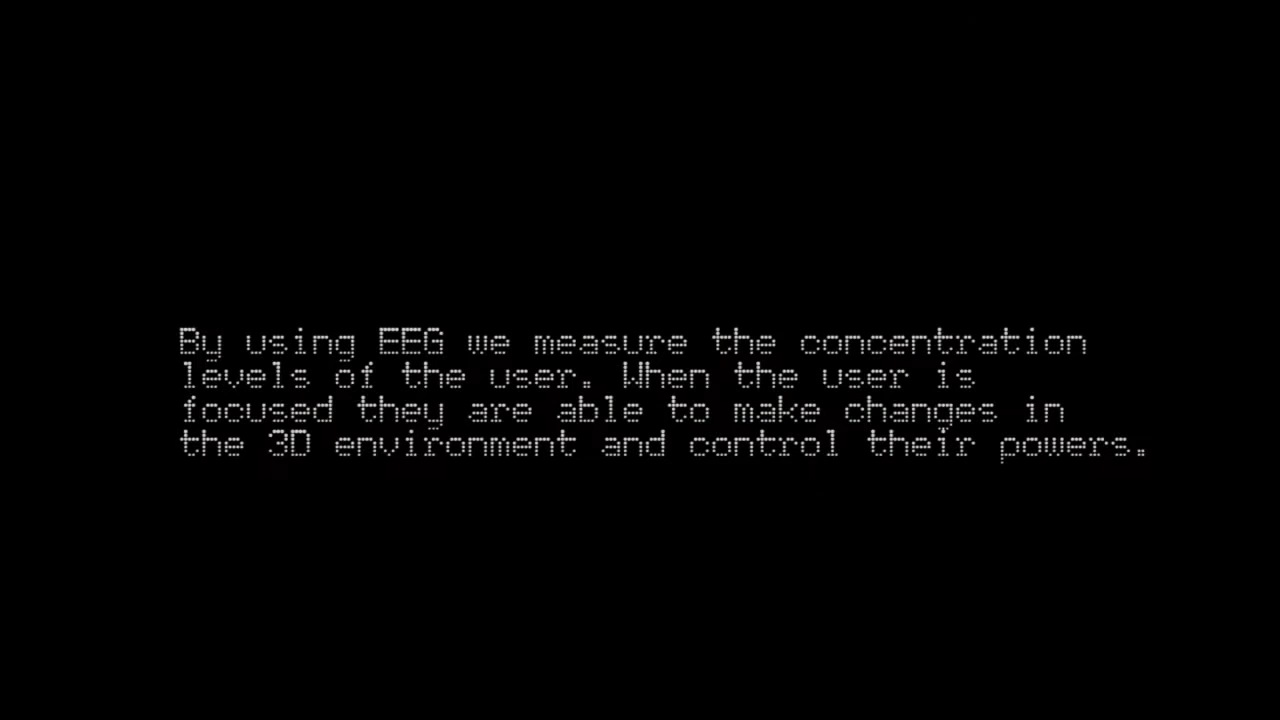 By using EEG we measure the concentration
levels of the user. When the user is
focused they are able to make changes in
the 3D environment and control their powers.